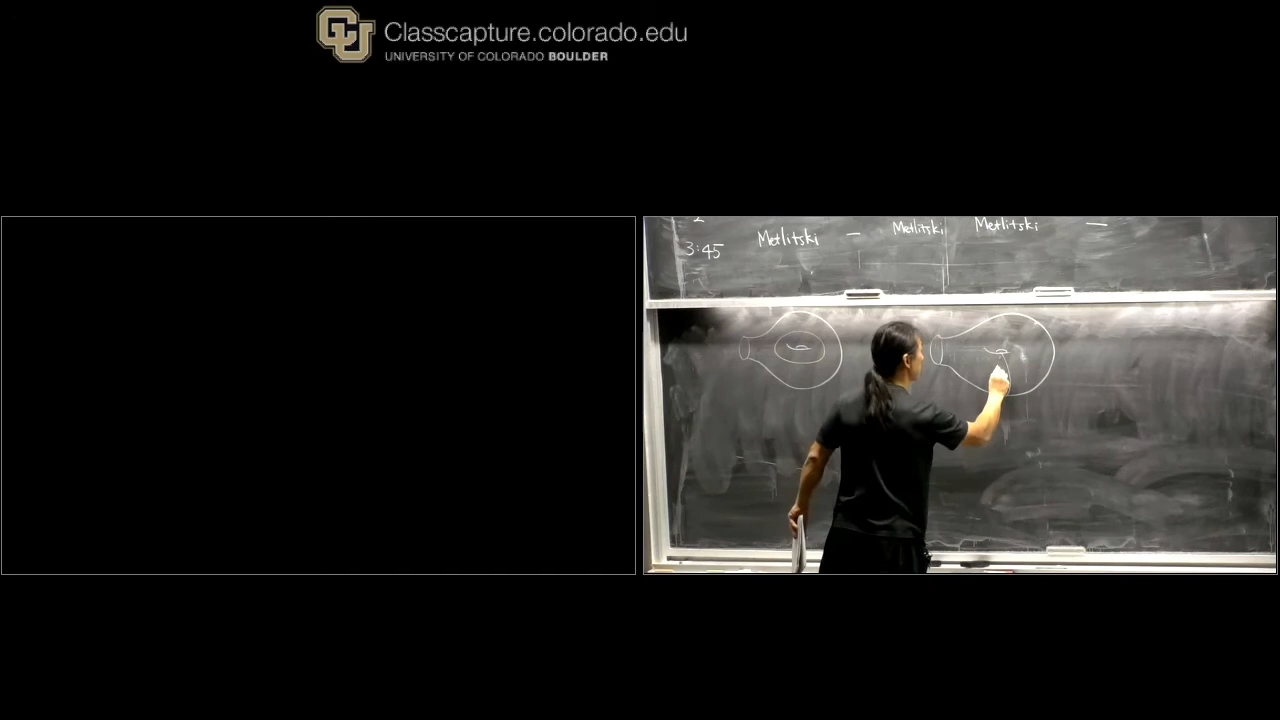 Classcapture.colorado.edu
UNIVERSITY OF COLORADO BOULDER
Metlitski — Metlitski Metlitski —
3:45